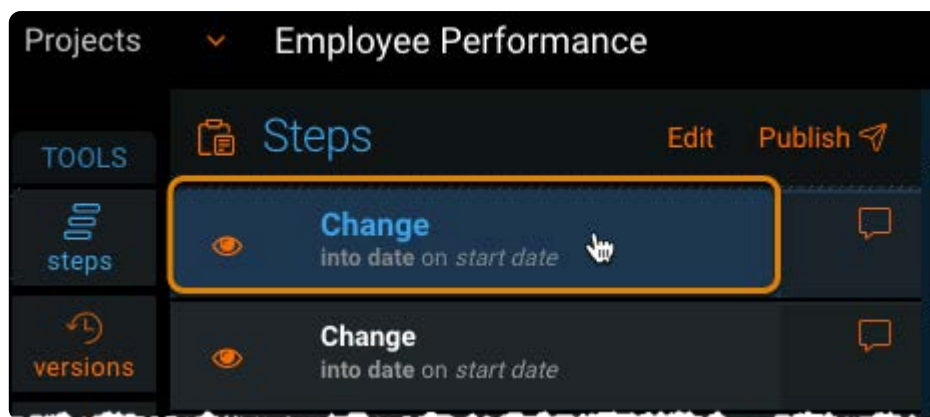 Projects
Employee Performance
TOOLS
Steps
Edit
Publish
steps
Change
into date on start date
versions
Change
into date on start date